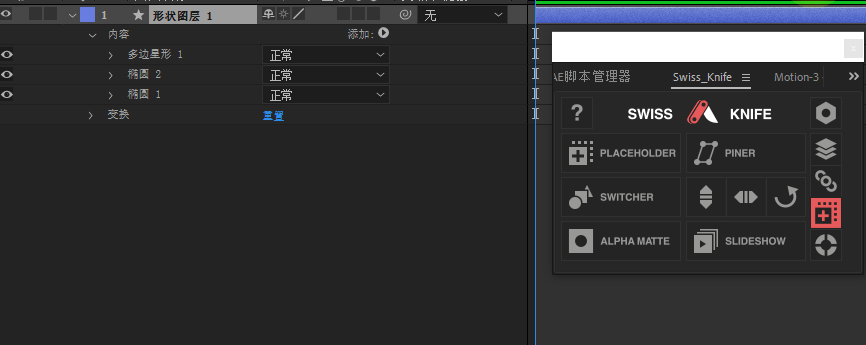 1 形状图层 1 无
内容 添加:
多边星形 1 正常
椭圆 2 正常
椭圆 1 正常
变换 重置
AE脚本管理器 Swiss_Knife Motion-3
? SWISS KNIFE
PLACEHOLDER PINER
SWITCHER
ALPHA MATTE SLIDESHOW